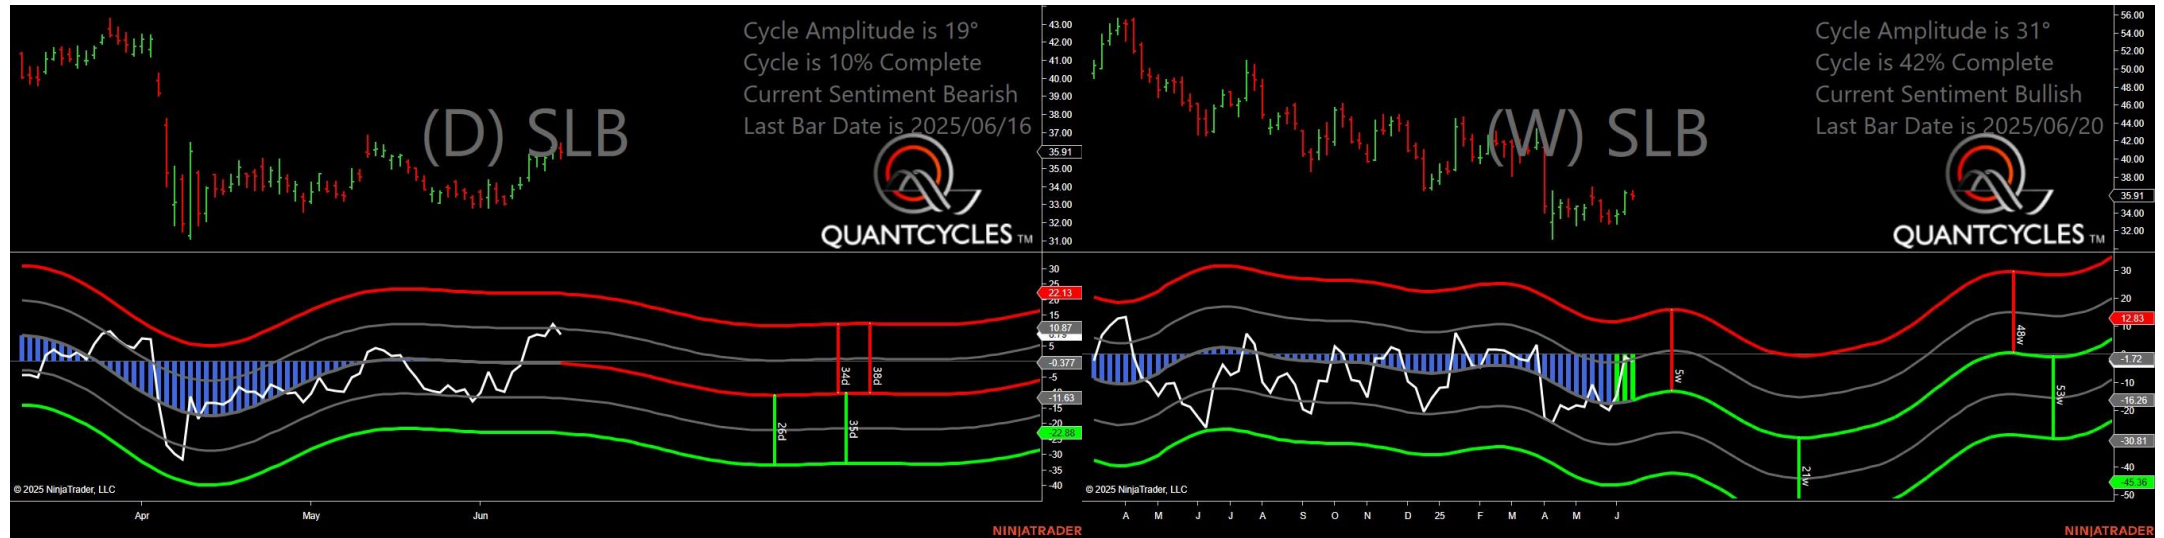 Cycle Amplitude is 19°
Cycle is 10% Complete
Current Sentiment Bearish
Last Bar Date is 2025/06/16
(D) SLB
QUANTCYCLES TM
43.00
42.00
41.00
40.00
39.00
38.00
37.00
35.91
35.00
34.00
33.00
32.00
31.00
30
22.13
20
15
10.87
5
-0.377
-5
-11.63
-15
-22.88
-30
-35
-40
34d
38d
26d
35d
© 2025 NinjaTrader, LLC
Apr
May
Jun
NINJATRADER
Cycle Amplitude is 31°
Cycle is 42% Complete
Current Sentiment Bullish
Last Bar Date is 2025/06/20
(W) SLB
QUANTCYCLES TM
56.00
54.00
52.00
50.00
48.00
46.00
44.00
42.00
40.00
38.00
35.91
34.00
32.00
30
20
12.83
10
-1.72
-10
-16.26
-20
-30.81
-40
-45.36
-50
5w
21w
48w
53w
© 2025 NinjaTrader, LLC
A M J J A S O N D 25 F M A M J
NINJATRADER